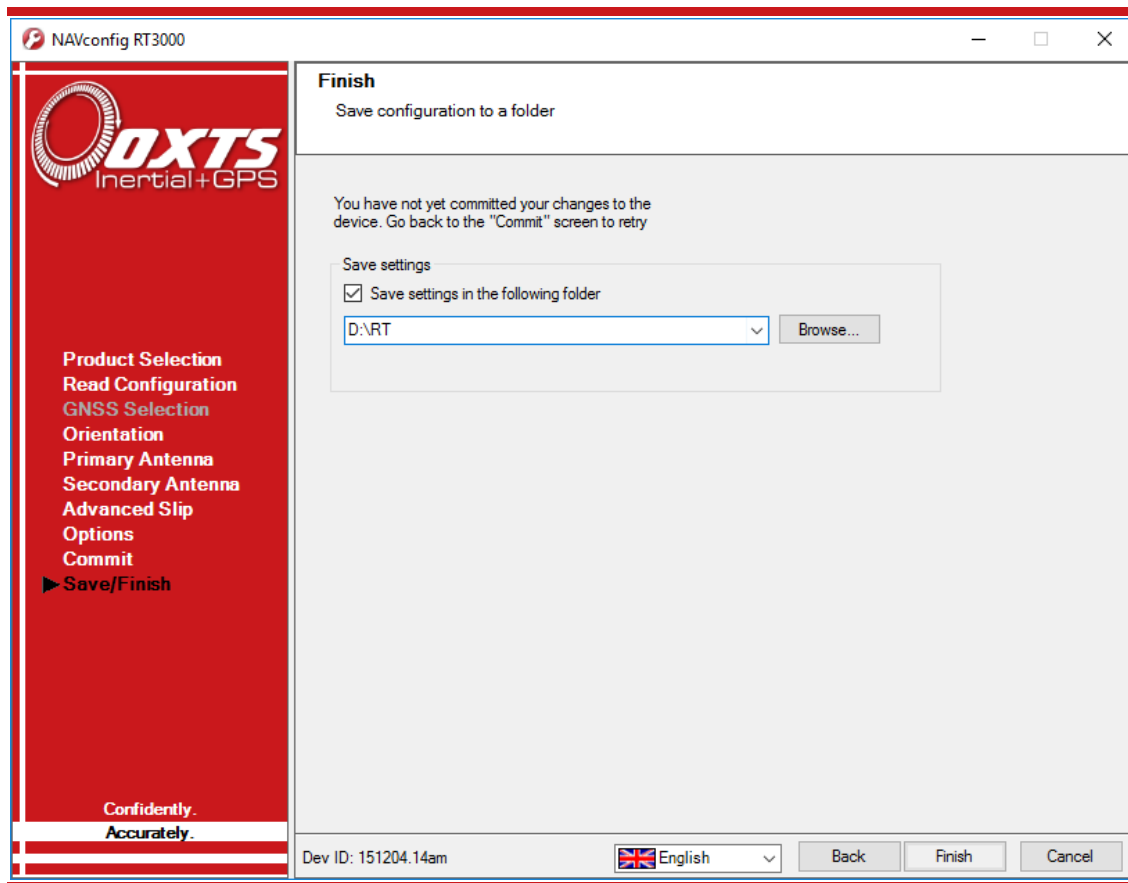 NAVconfig RT3000
OXTS
Inertial+GPS
Product Selection
Read Configuration
GNSS Selection
Orientation
Primary Antenna
Secondary Antenna
Advanced Slip
Options
Commit
Save/Finish
Confidently.
Accurately.
Finish
Save configuration to a folder
You have not yet committed your changes to the
device. Go back to the "Commit" screen to retry
Save settings
Save settings in the following folder
D:\RT
Browse...
Dev ID: 151204.14am
English
Back
Finish
Cancel